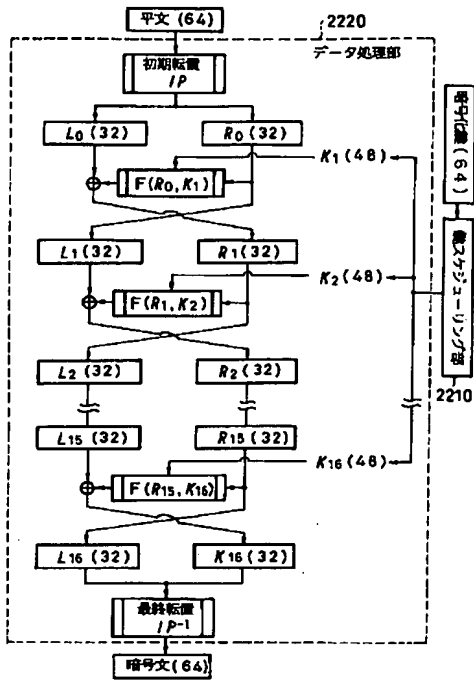 平文(64)
2220
データ処理部
初期転置
IP
L0(32)
R0(32)
K1(48)
F(R0,K1)
L1(32)
R1(32)
K2(48)
F(R1,K2)
L2(32)
R2(32)
L15(32)
R15(32)
K16(48)
F(R15,K16)
L16(32)
K16(32)
最終転置
IP-1
暗号文(64)
暗号化鍵(64)
鍵スケジューリング部
2210